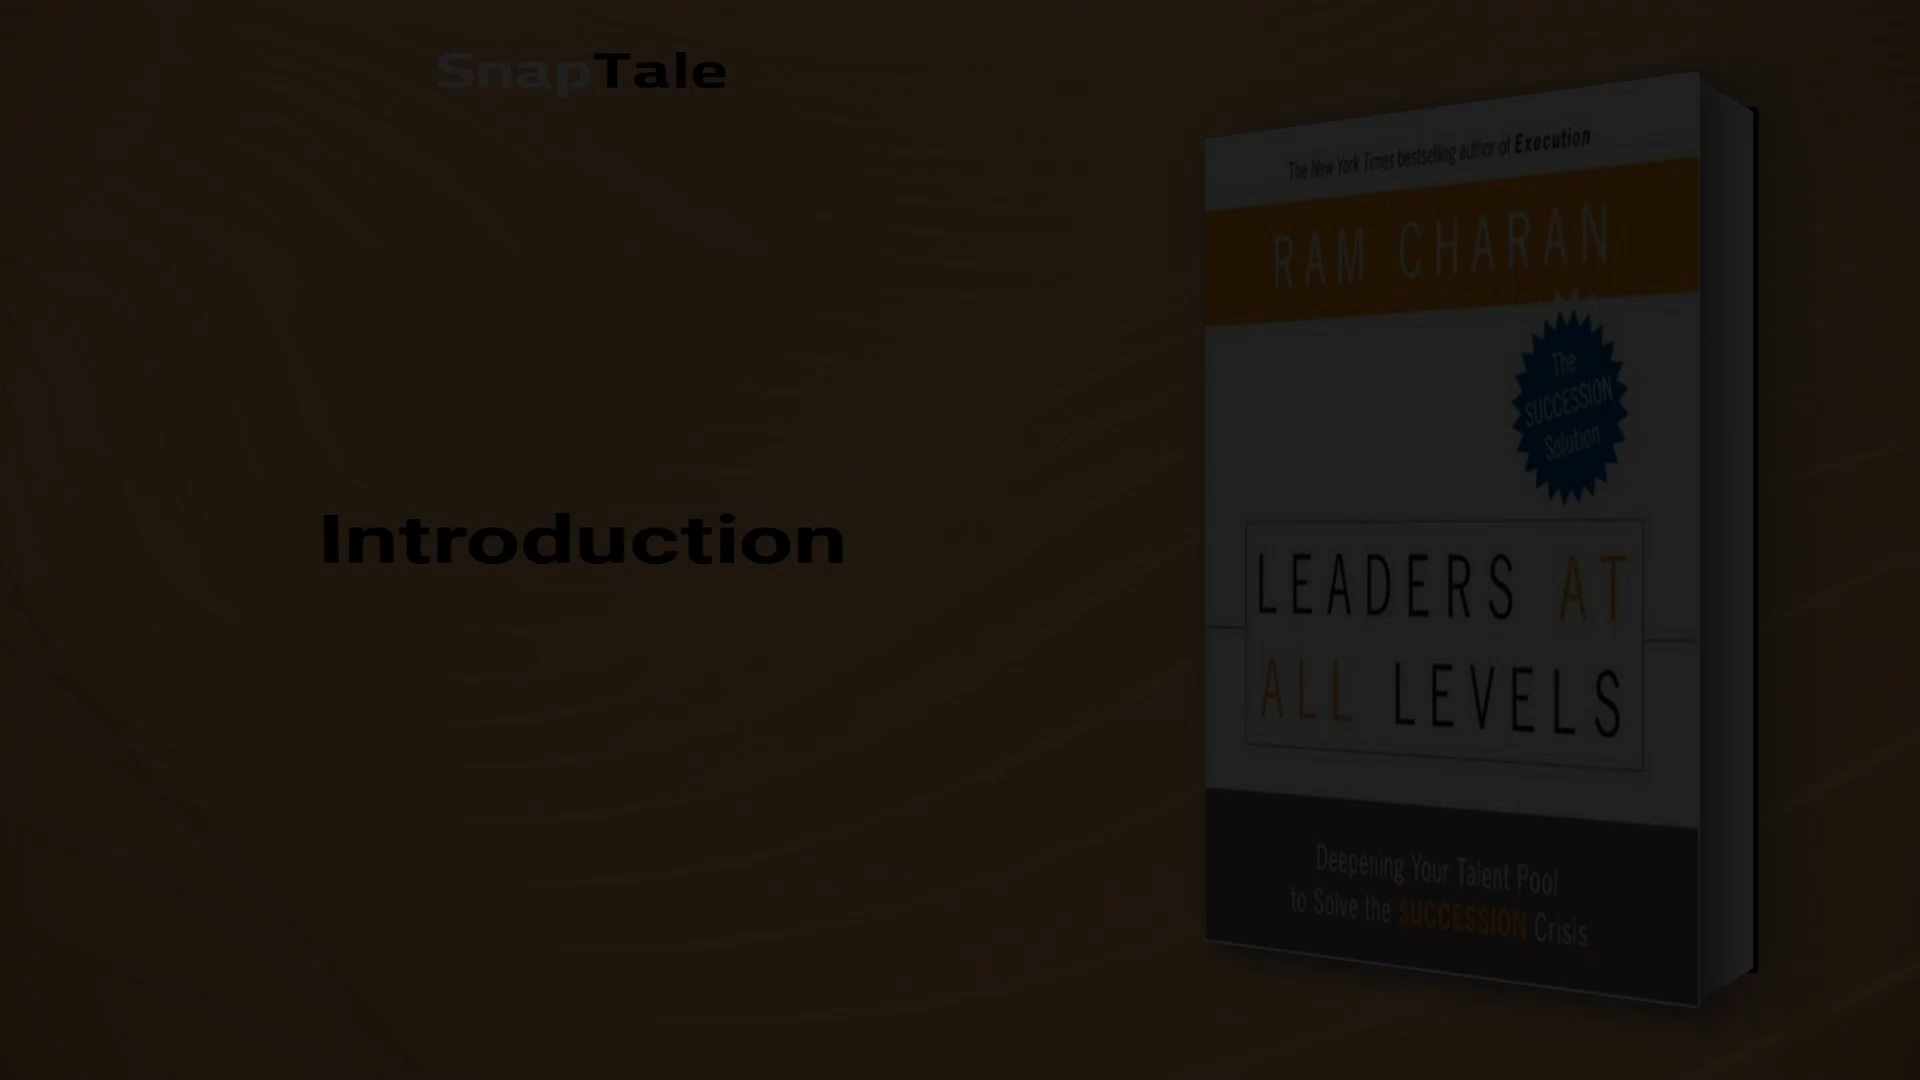 SnapTale
Introduction
The New York Times bestselling author of Execution
RAM CHARAN
The
SUCCESSION
Solution
LEADERS AT
ALL LEVELS
Deepening Your Talent Pool
to Solve the SUCCESSION Crisis